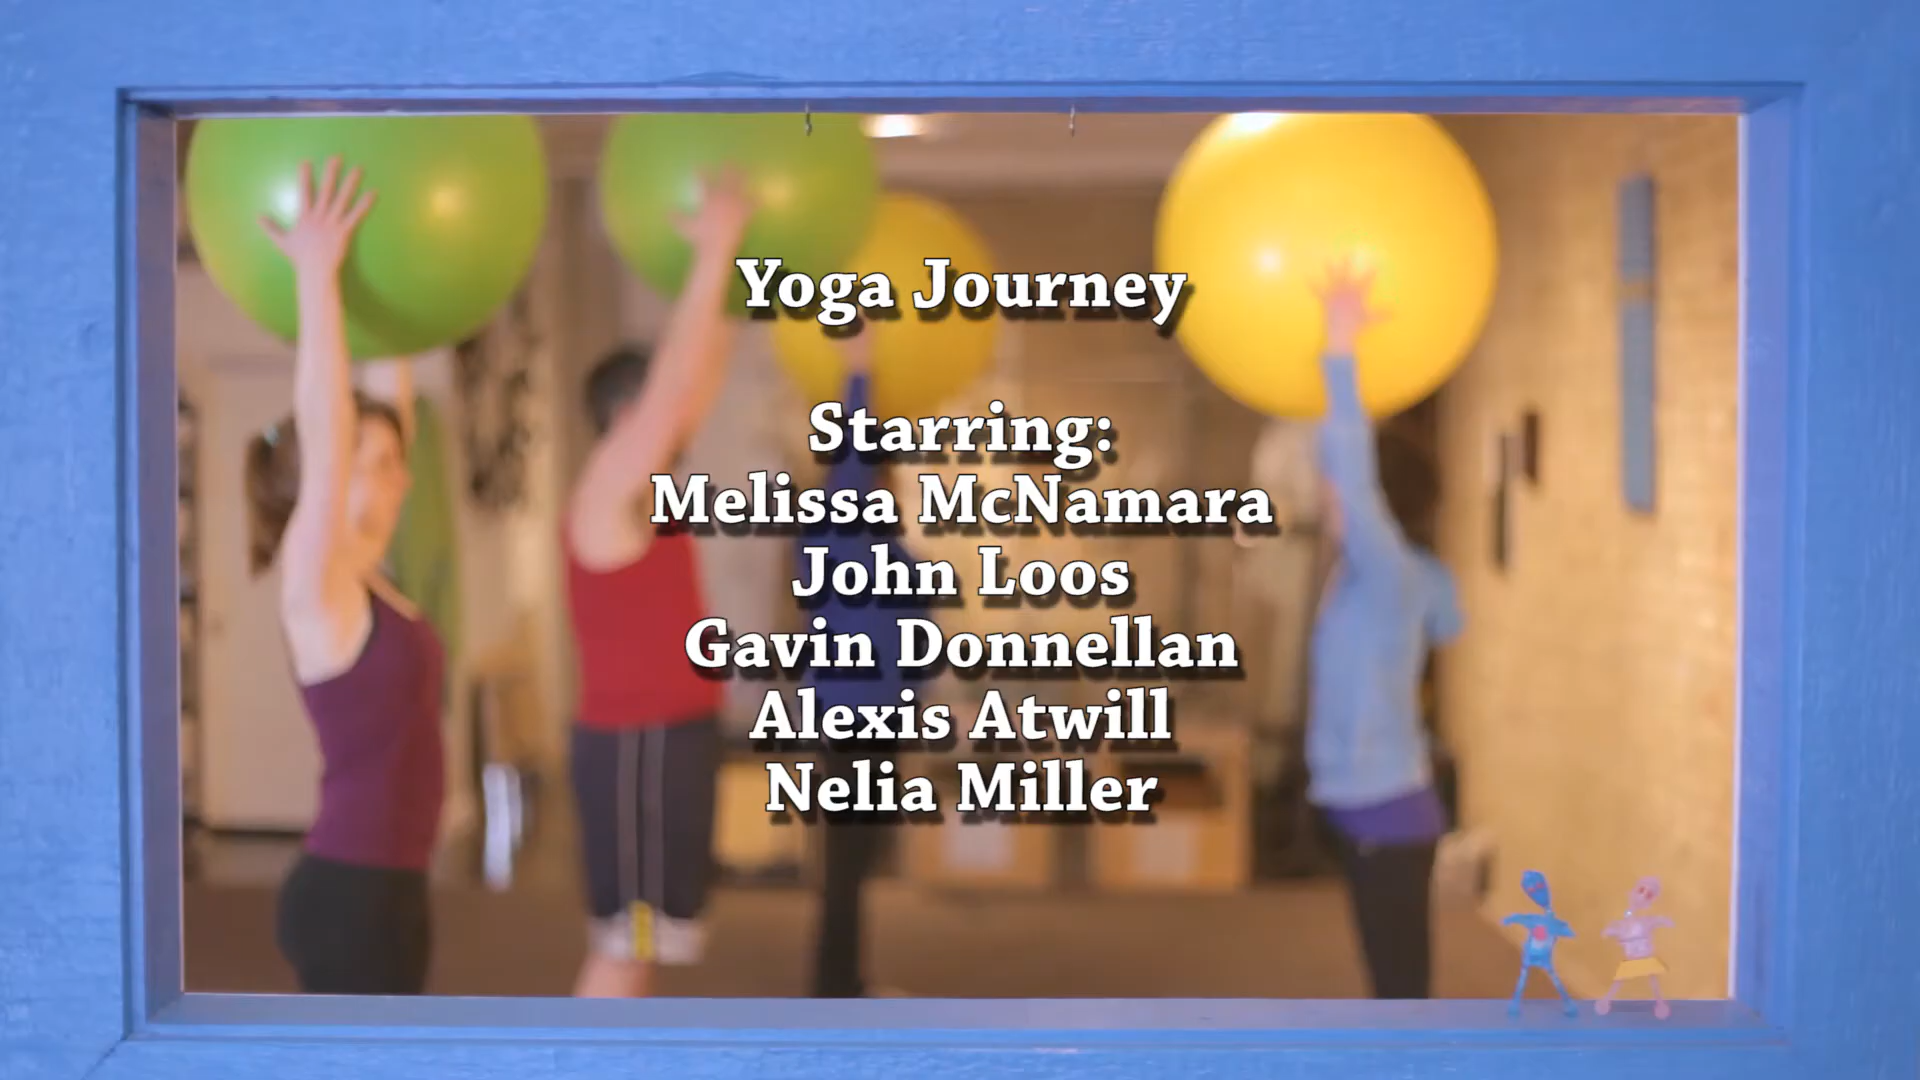 Yoga Journey
Starring:
Melissa McNamara
John Loos
Gavin Donnellan
Alexis Atwill
Nelia Miller